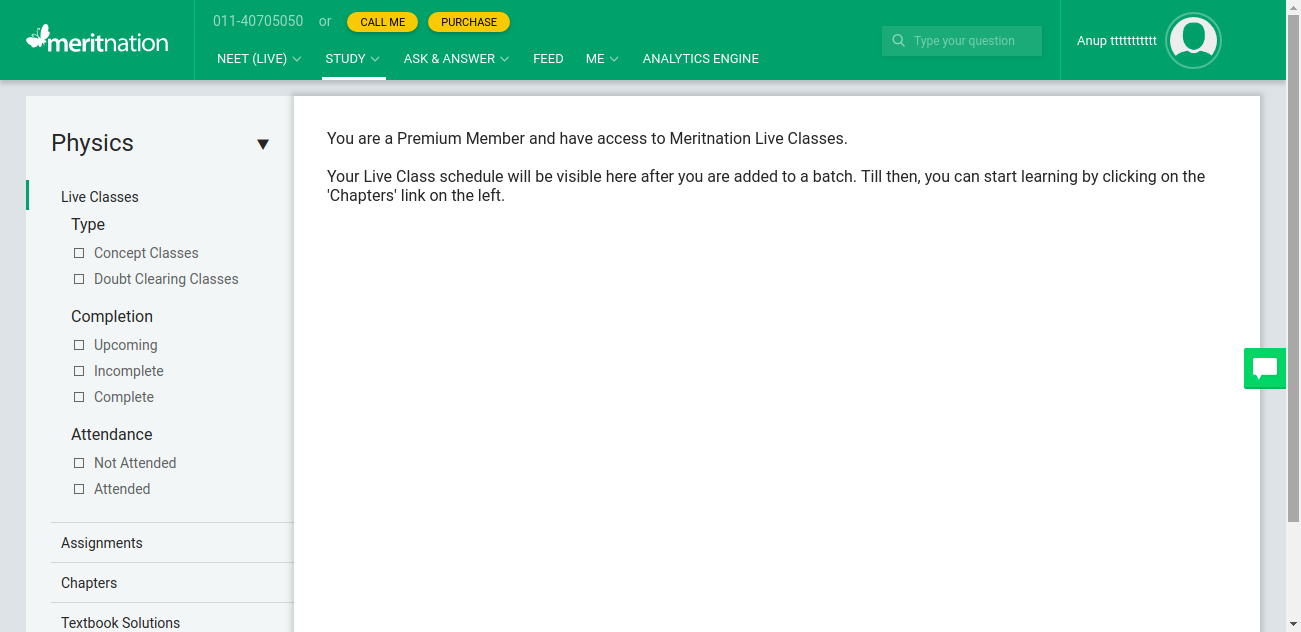 meritnation
011-40705050 or CALL ME PURCHASE
NEET (LIVE) STUDY ASK & ANSWER FEED ME ANALYTICS ENGINE
Type your question
Anup ttttttttttt
Physics
Live Classes
Type
Concept Classes
Doubt Clearing Classes
Completion
Upcoming
Incomplete
Complete
Attendance
Not Attended
Attended
Assignments
Chapters
Textbook Solutions
You are a Premium Member and have access to Meritnation Live Classes.
Your Live Class schedule will be visible here after you are added to a batch. Till then, you can start learning by clicking on the
'Chapters' link on the left.